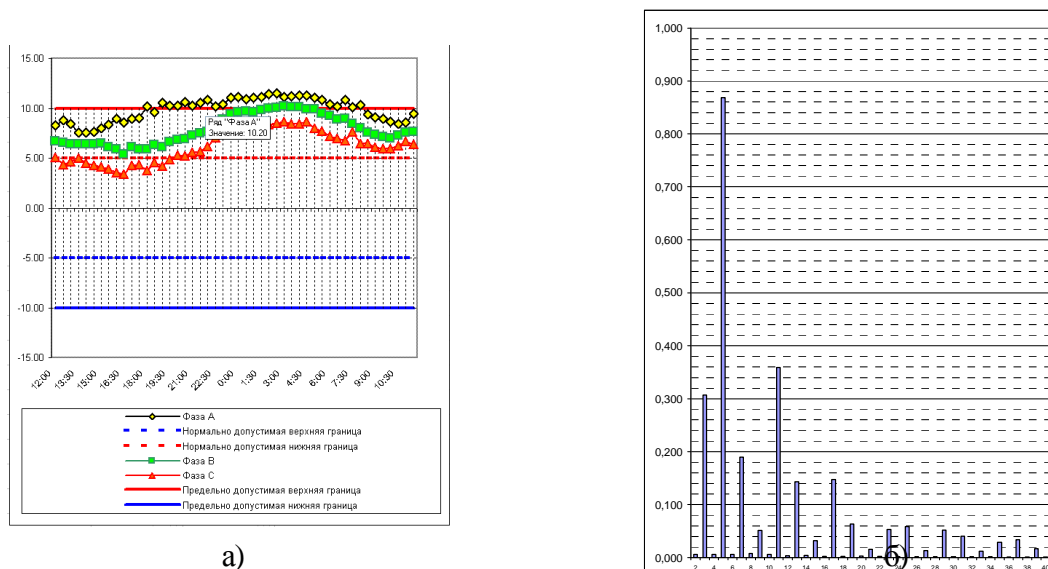 15.00
10.00
5.00
0.00
-5.00
-10.00
-15.00
Ряд "Фаза А"
Значение: 10.20
12:00
13:30
15:00
16:30
18:00
19:30
21:00
22:30
0:00
1:30
3:00
4:30
6:00
7:30
9:00
10:30
Фаза А
Нормально допустимая верхняя граница
Нормально допустимая нижняя граница
Фаза В
Фаза С
Предельно допустимая верхняя граница
Предельно допустимая нижняя граница
а)
1,000
0,900
0,800
0,700
0,600
0,500
0,400
0,300
0,200
0,100
0,000
2 4 6 8 10 12 14 16 18 20 22 24 26 28 30 32 34 36 38 40
б)